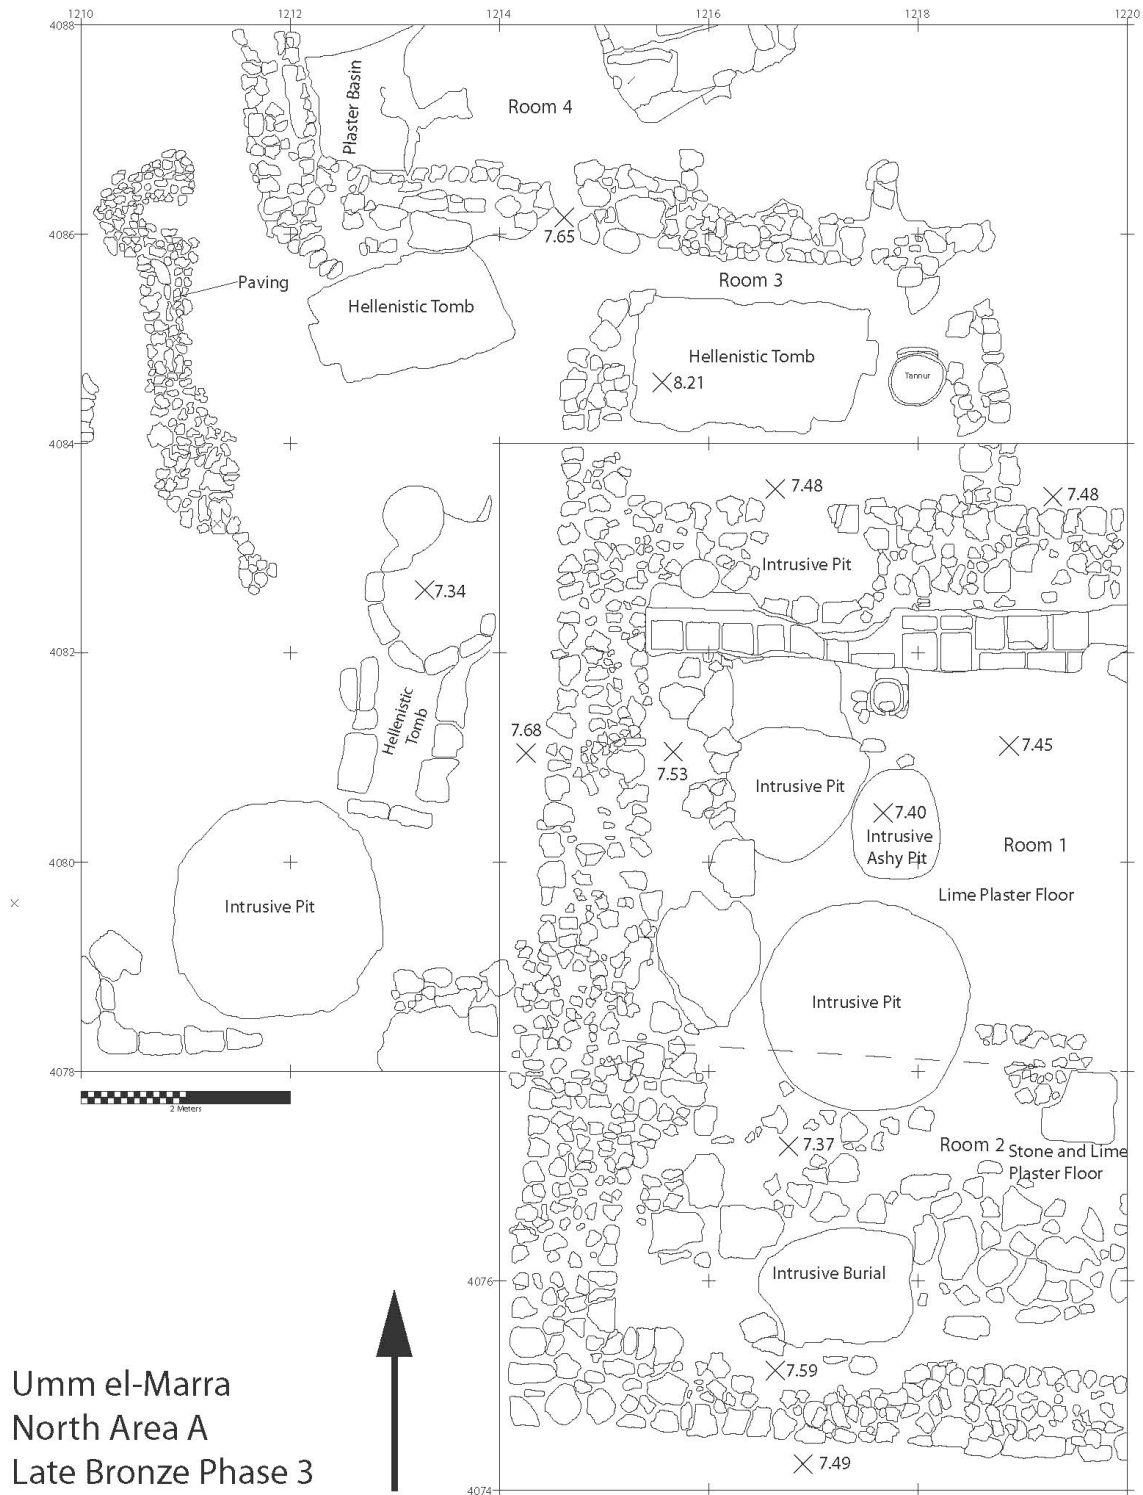 1210 1212 1214 1216 1218 1220
4088
Plaster Basin
Room 4
4086
7.65
Paving
Room 3
Hellenistic Tomb
Hellenistic Tomb
Tannur
8.21
4084
7.48
7.48
Intrusive Pit
7.34
4082
Hellenistic
Tomb
7.68
7.53
7.45
Intrusive Pit
7.40
Intrusive
Ashy Pit
Room 1
4080
Lime Plaster Floor
Intrusive Pit
Intrusive Pit
4078
2 Meters
7.37
Room 2
Stone and Lime
Plaster Floor
4076
Intrusive Burial
7.59
Umm el-Marra
North Area A
Late Bronze Phase 3
7.49
4074